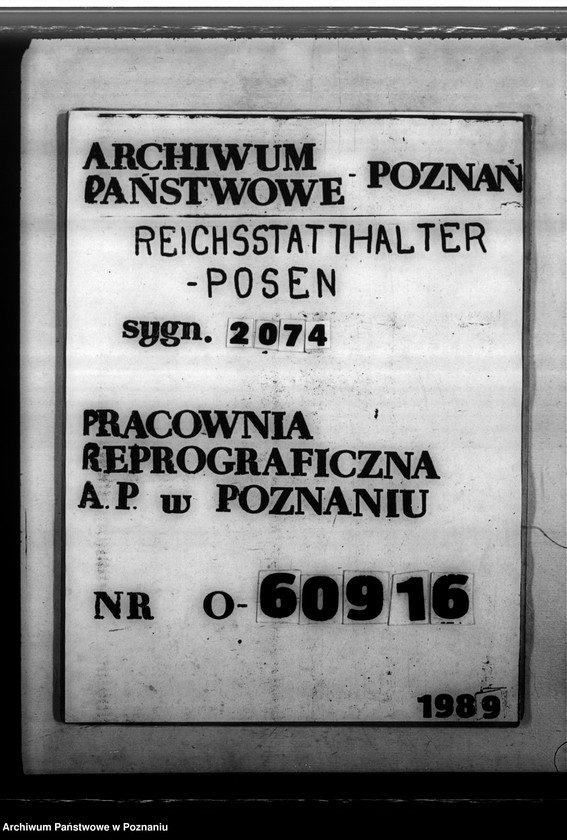 ARCHIWUM
PAŃSTWOWE - POZNAŃ
REICHSSTATTHALTER
-POSEN
sygn. 2074
PRACOWNIA
REPROGRAFICZNA
A.P. w POZNANIU
NR O-60916
1989
Archiwum Państwowe w Poznaniu